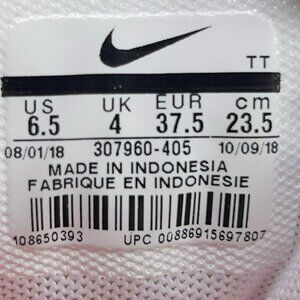 TT
US UK EUR cm
6.5 4 37.5 23.5
08/01/18 307960-405 10/09/18
MADE IN INDONESIA
FABRIQUE EN INDONESIE
108650393 UPC 00886915697807